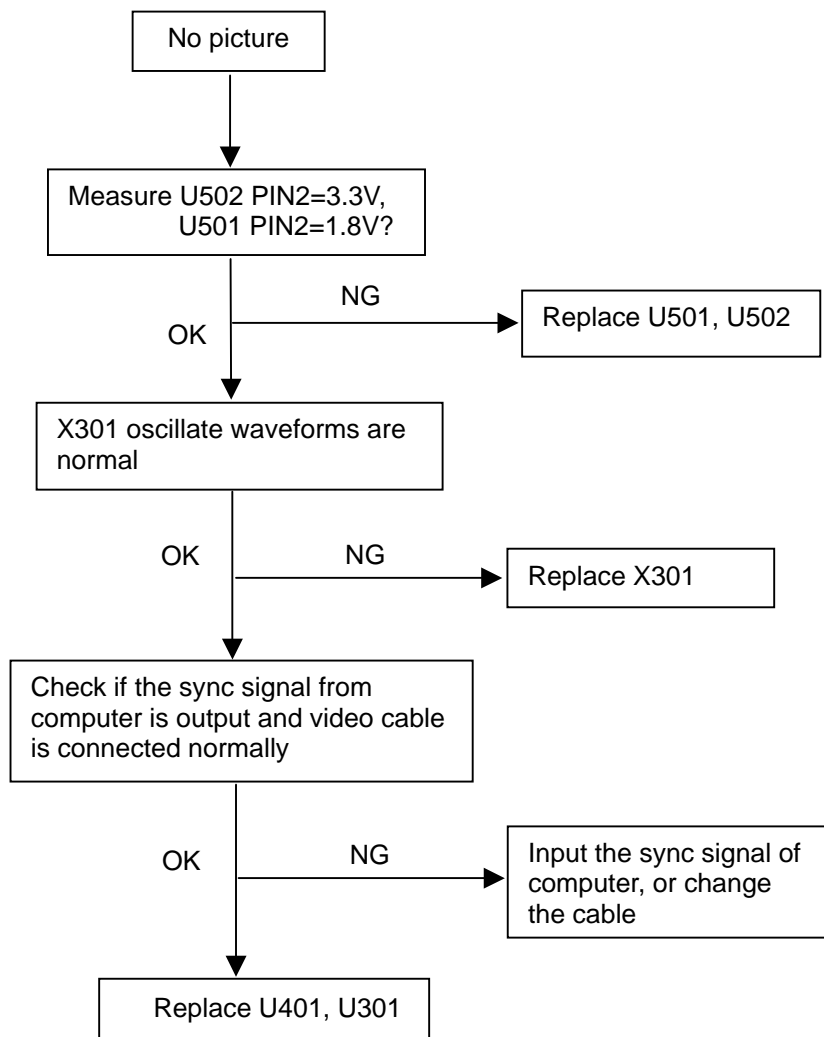 No picture
Measure U502 PIN2=3.3V,
U501 PIN2=1.8V?
NG
OK
Replace U501, U502
X301 oscillate waveforms are
normal
OK
NG
Replace X301
Check if the sync signal from
computer is output and video cable
is connected normally
OK
NG
Input the sync signal of
computer, or change
the cable
Replace U401, U301